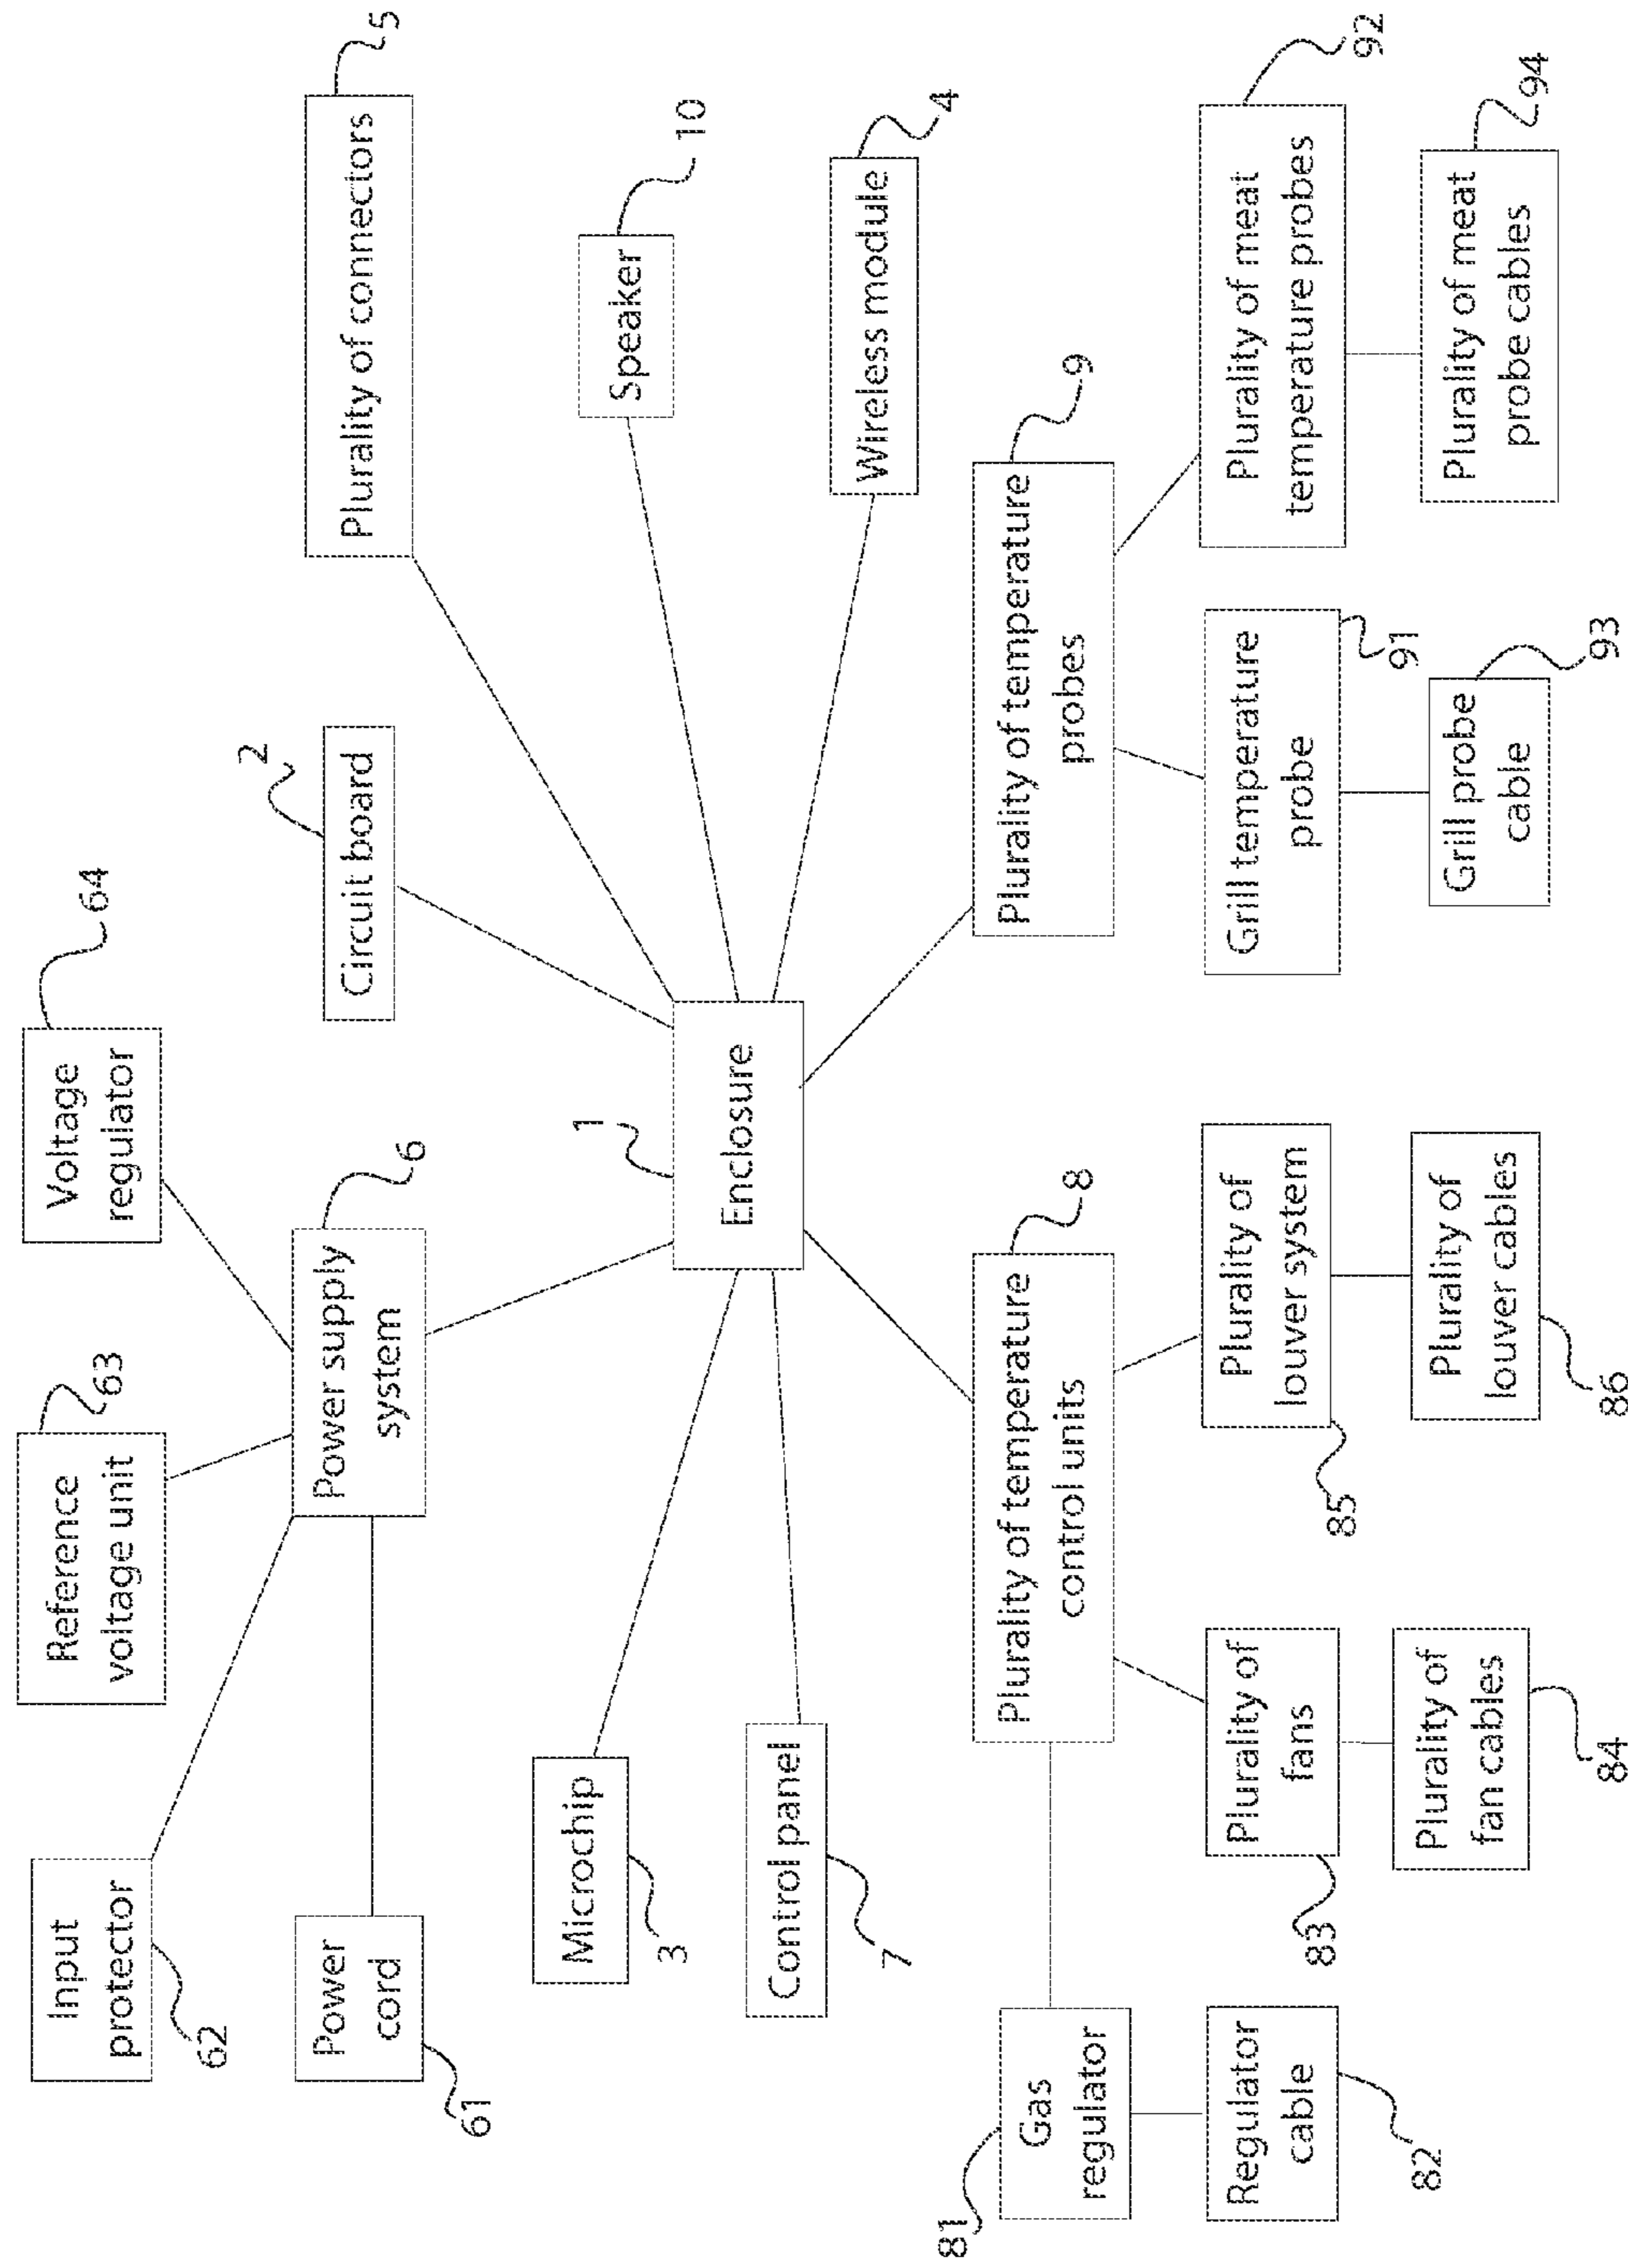 Input
protector
62
Reference
voltage unit
63
Voltage
regulator
64
Power
cord
61
Power supply
system
6
Circuit board
2
Plurality of connectors
5
Microchip
3
Enclosure
1
Speaker
10
Control panel
7
Wireless module
4
Gas
regulator
81
Plurality of temperature
control units
8
Plurality of temperature
probes
9
Regulator
cable
82
Plurality of
fans
83
Plurality of
louver system
85
Grill temperature
probe
91
Plurality of meat
temperature probes
92
Plurality of
fan cables
84
Plurality of
louver cables
86
Grill probe
cable
93
Plurality of meat
probe cables
94